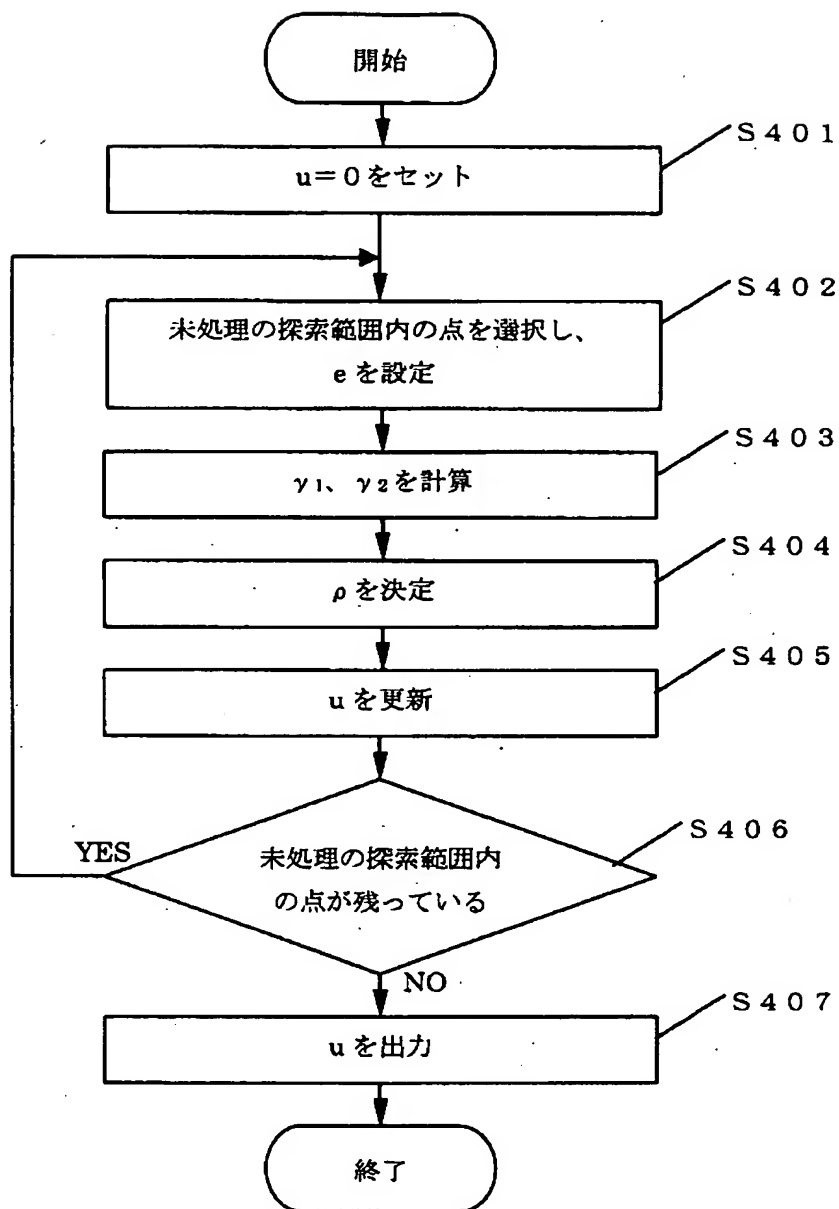 開始
S401
u=0をセット
S402
未処理の探索範囲内の点を選択し、
eを設定
S403
γ1、γ2を計算
S404
ρを決定
S405
uを更新
S406
YES
未処理の探索範囲内
の点が残っている
NO
S407
uを出力
終了